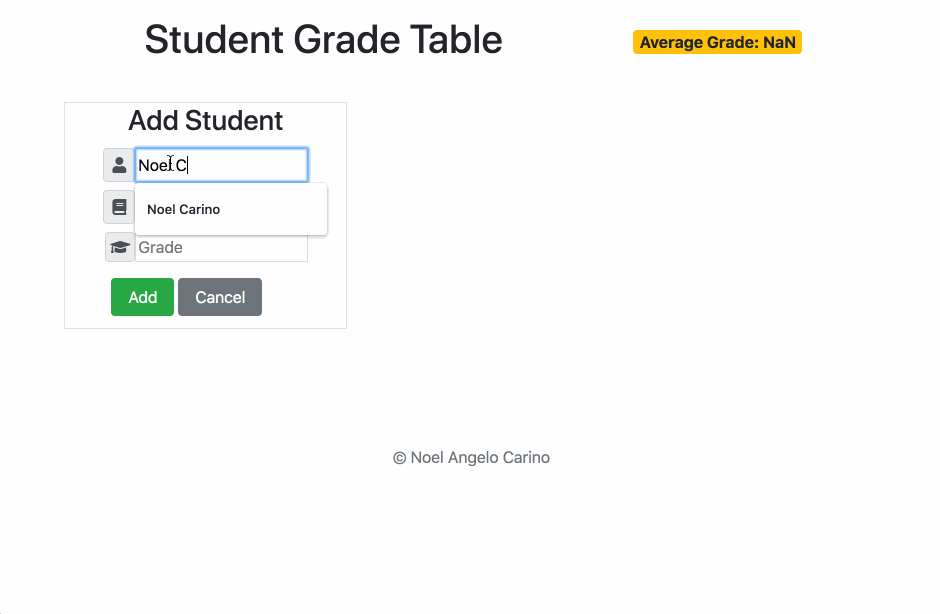 Student Grade Table
Average Grade: NaN
Add Student
Noel C
Noel Carino
Grade
Add
Cancel
© Noel Angelo Carino